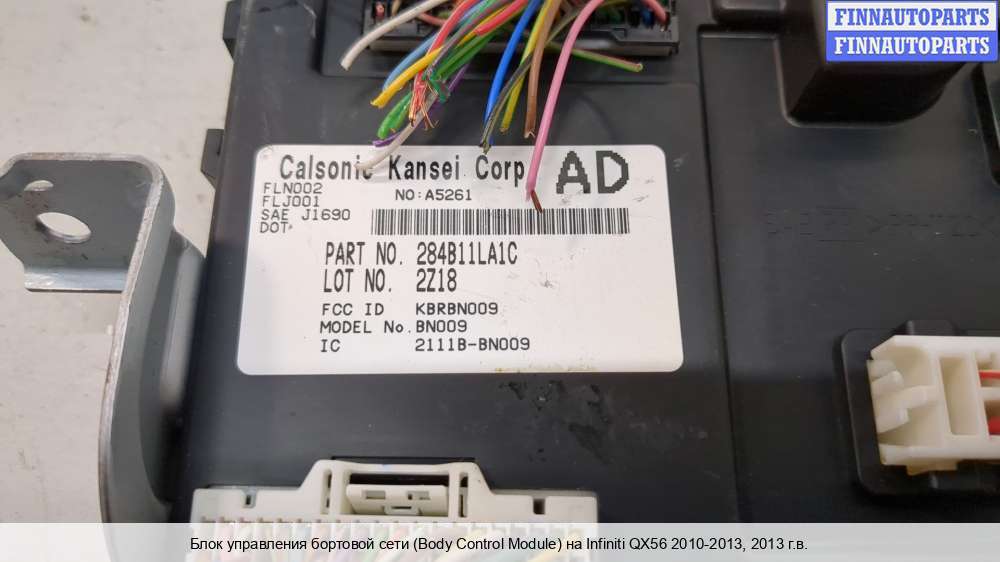 FINNAUTOPARTS
FINNAUTOPARTS
Calsonic Kansei Corp
AD
FLN002
FLJ001
SAE J1690
DOT
NO:A5261
PART NO. 284B11LA1C
LOT NO. 2Z18
FCC ID KBRBN009
MODEL No. BN009
IC 2111B-BN009
Блок управления бортовой сети (Body Control Module) на Infiniti QX56 2010-2013, 2013 г.в.